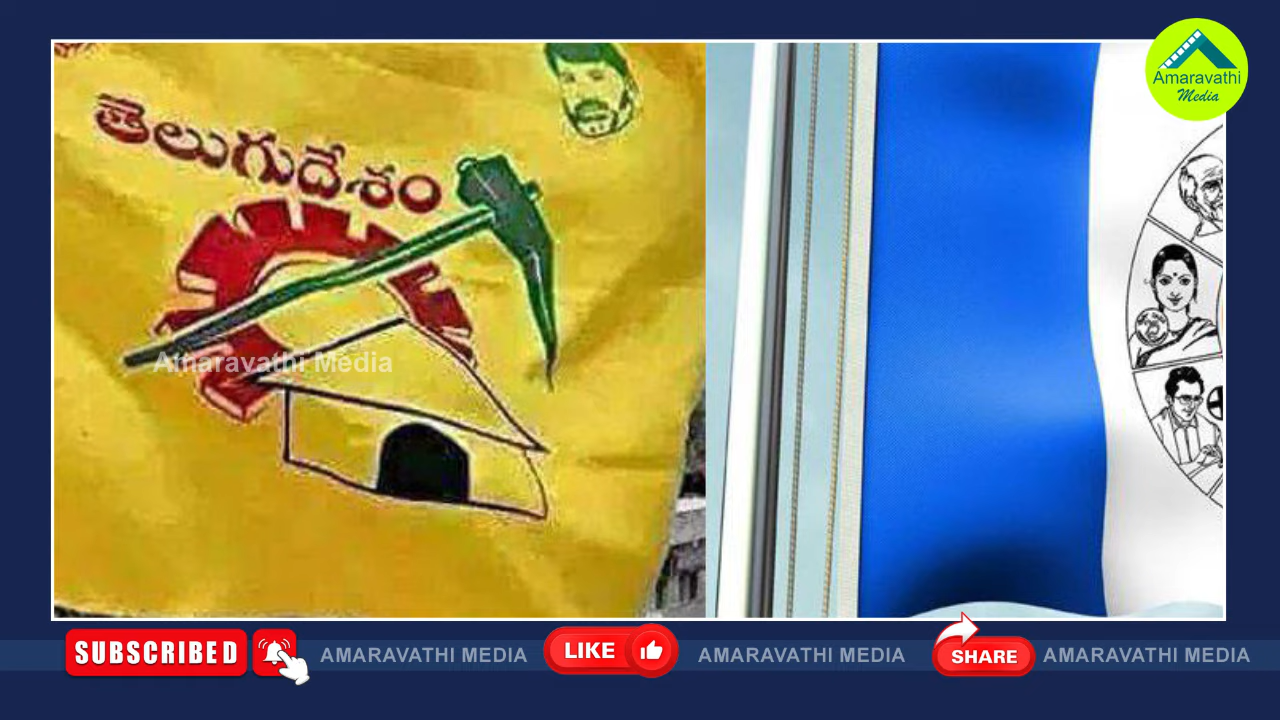 Amaravathi
Media
తెలుగుదేశం
Amaravathi Media
SUBSCRIBED
AMARAVATHI MEDIA
LIKE
AMARAVATHI MEDIA
SHARE
AMARAVATHI MEDIA